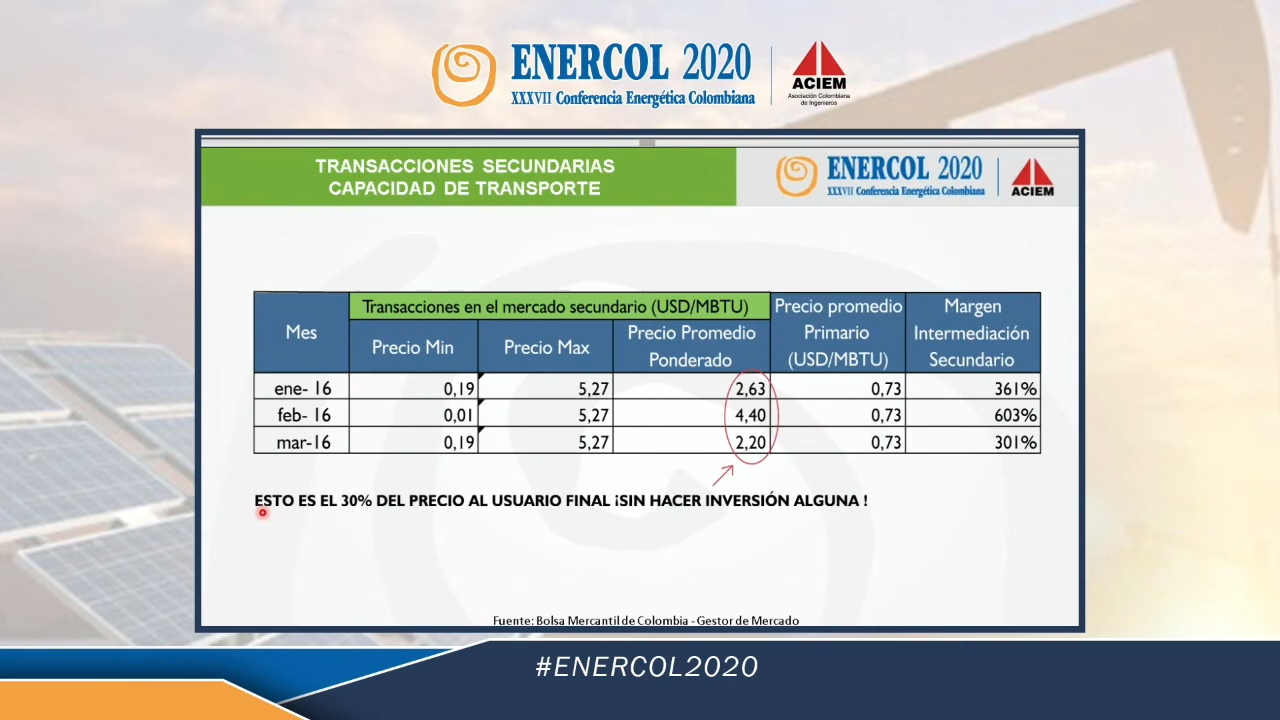 ENERCOL 2020
XXXVII Conferencia Energética Colombiana
ACIEM
Asociación Colombiana
de Ingenieros
TRANSACCIONES SECUNDARIAS
CAPACIDAD DE TRANSPORTE
ENERCOL 2020
XXXVII Conferencia Energética Colombiana
ACIEM
Mes
Transacciones en el mercado secundario (USD/MBTU)
Precio Min
Precio Max
Precio Promedio
Ponderado
Precio promedio
Primario
(USD/MBTU)
Margen
Intermediación
Secundario
ene- 16 0,19 5,27 2,63 0,73 361%
feb- 16 0,01 5,27 4,40 0,73 603%
mar-16 0,19 5,27 2,20 0,73 301%
ESTO ES EL 30% DEL PRECIO AL USUARIO FINAL ¡SIN HACER INVERSIÓN ALGUNA !
Fuente: Bolsa Mercantil de Colombia - Gestor de Mercado
#ENERCOL2020